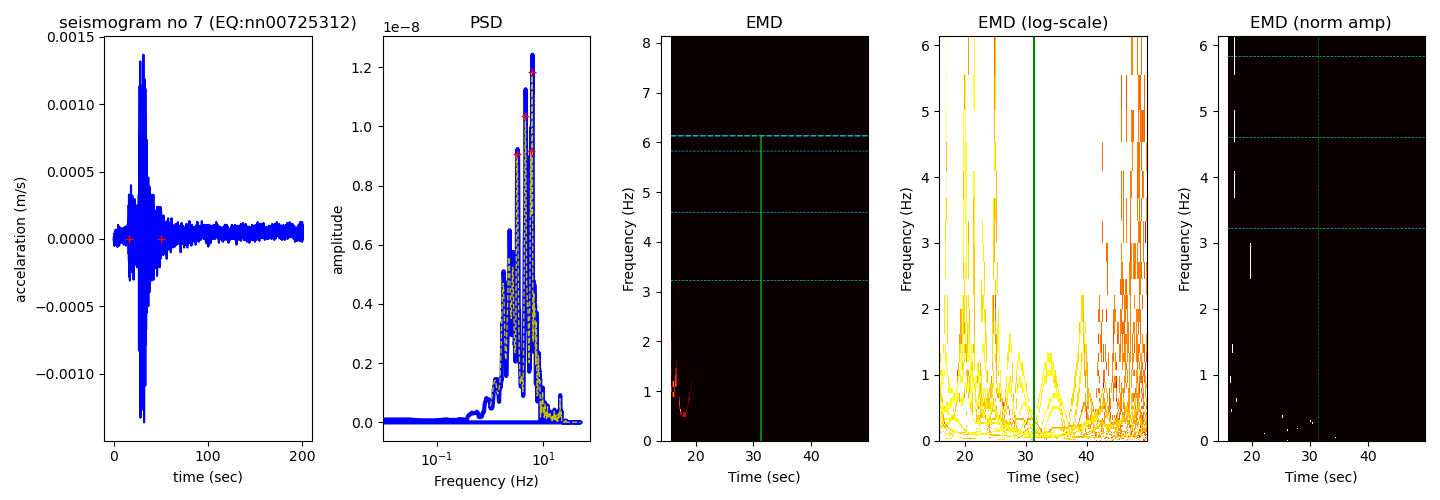 seismogram no 7 (EQ:nn00725312)
0.0015
0.0010
0.0005
0.0000
−0.0005
−0.0010
accelaration (m/s)
0
100
200
time (sec)
PSD
1e−8
1.2
1.0
0.8
0.6
0.4
0.2
0.0
amplitude
10⁻¹
10¹
Frequency (Hz)
EMD
8
7
6
5
4
3
2
1
0
Frequency (Hz)
20
40
Time (sec)
EMD (log-scale)
6
5
4
3
2
1
0
Frequency (Hz)
20
40
Time (sec)
EMD (norm amp)
6
5
4
3
2
1
0
Frequency (Hz)
20
40
Time (sec)